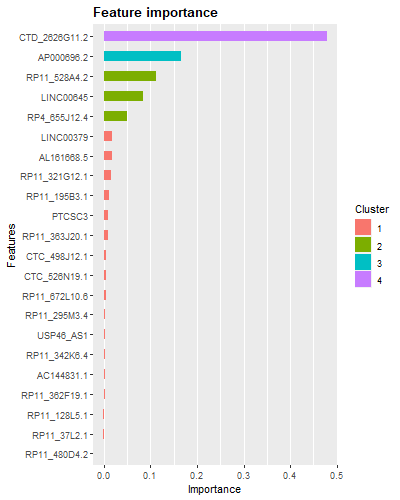 Feature importance
CTD_2626G11.2
AP000696.2
RP11_528A4.2
LINC00645
RP4_655J12.4
LINC00379
AL161668.5
RP11_321G12.1
RP11_195B3.1
PTCSC3
RP11_363J20.1
CTC_498J12.1
CTC_526N19.1
RP11_672L10.6
RP11_295M3.4
USP46_AS1
RP11_342K6.4
AC144831.1
RP11_362F19.1
RP11_128L5.1
RP11_37L2.1
RP11_480D4.2
Features
0.0 0.1 0.2 0.3 0.4 0.5
Importance
Cluster
1
2
3
4